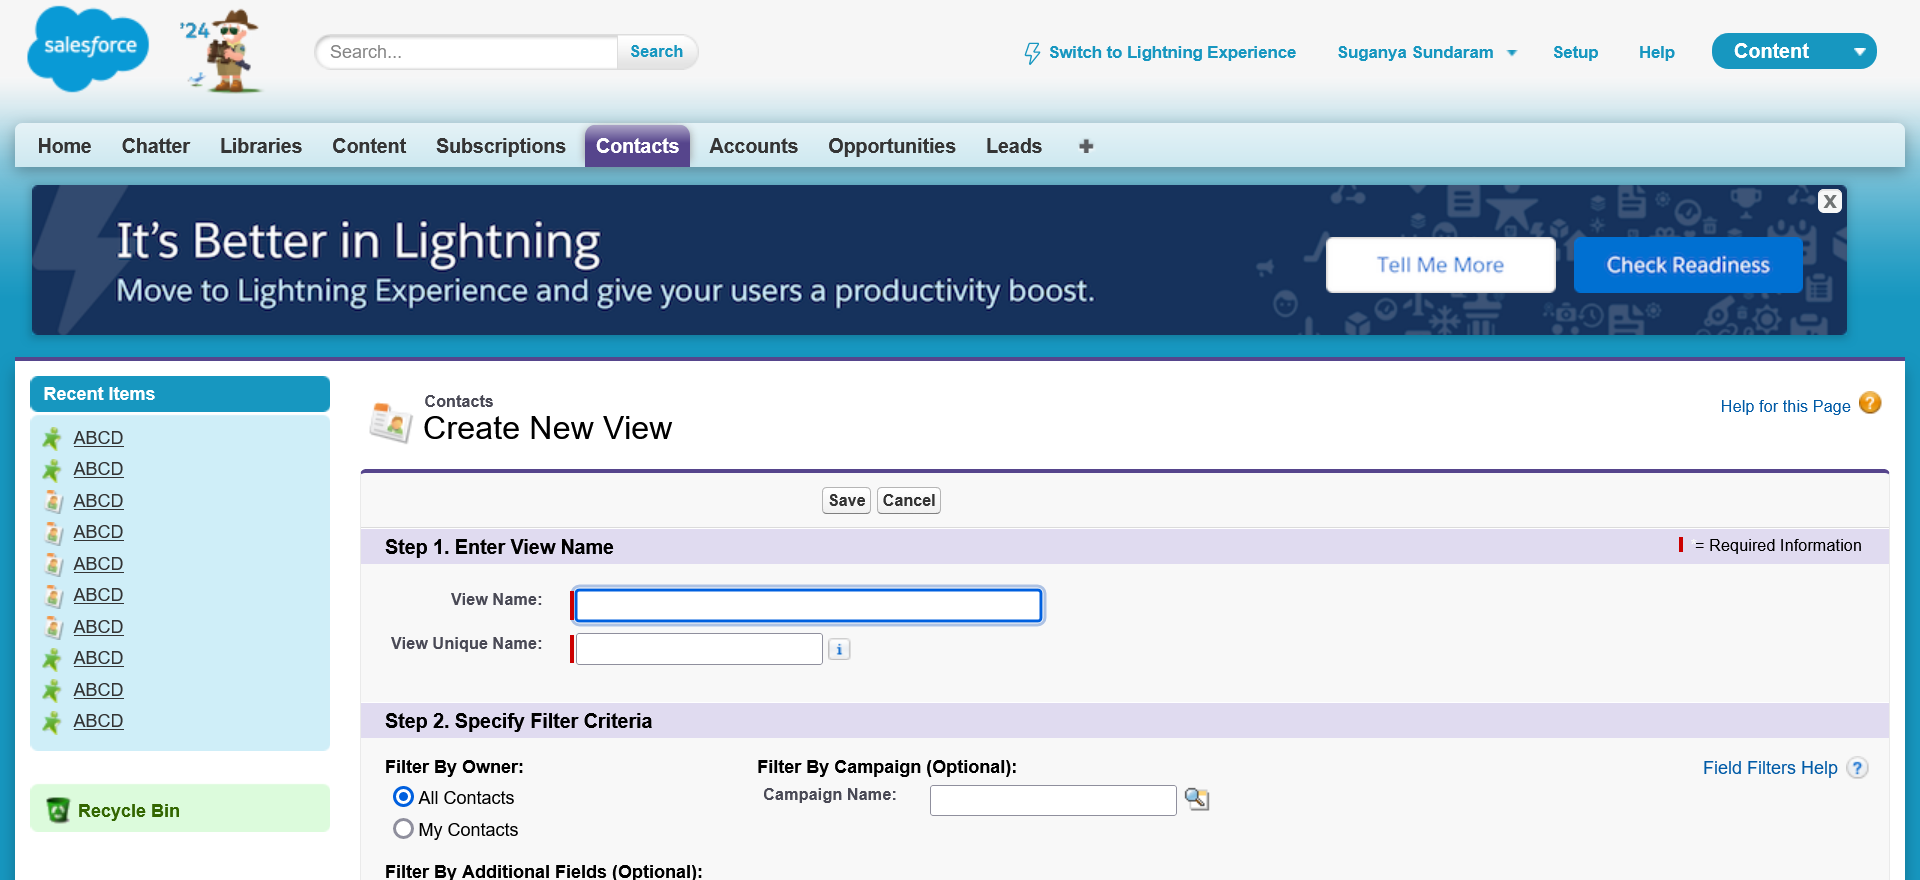 salesforce
'24
Search...
Search
Switch to Lightning Experience
Suganya Sundaram
Setup
Help
Content
Home
Chatter
Libraries
Content
Subscriptions
Contacts
Accounts
Opportunities
Leads
+
It's Better in Lightning
Move to Lightning Experience and give your users a productivity boost.
Tell Me More
Check Readiness
X
Recent Items
ABCD
ABCD
ABCD
ABCD
ABCD
ABCD
ABCD
ABCD
ABCD
ABCD
Recycle Bin
Contacts
Create New View
Help for this Page ?
Save
Cancel
Step 1. Enter View Name
= Required Information
View Name:
View Unique Name:
i
Step 2. Specify Filter Criteria
Filter By Owner:
All Contacts
My Contacts
Filter By Campaign (Optional):
Campaign Name:
Field Filters Help ?
Filter By Additional Fields (Optional):